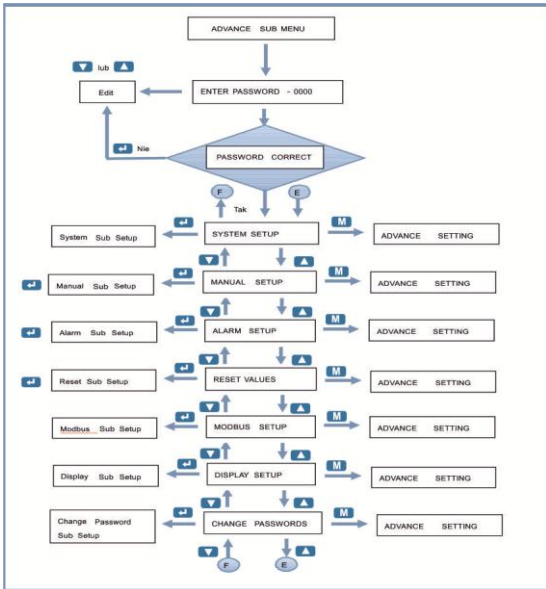 ADVANCE SUB MENU
lub
Edit
ENTER PASSWORD - 0000
Nie
PASSWORD CORRECT
F
Tak
E
System Sub Setup
SYSTEM SETUP
M
ADVANCE SETTING
Manual Sub Setup
MANUAL SETUP
M
ADVANCE SETTING
Alarm Sub Setup
ALARM SETUP
M
ADVANCE SETTING
Reset Sub Setup
RESET VALUES
M
ADVANCE SETTING
Modbus Sub Setup
MODBUS SETUP
M
ADVANCE SETTING
Display Sub Setup
DISPLAY SETUP
M
ADVANCE SETTING
Change Password
Sub Setup
CHANGE PASSWORDS
M
ADVANCE SETTING
F
E